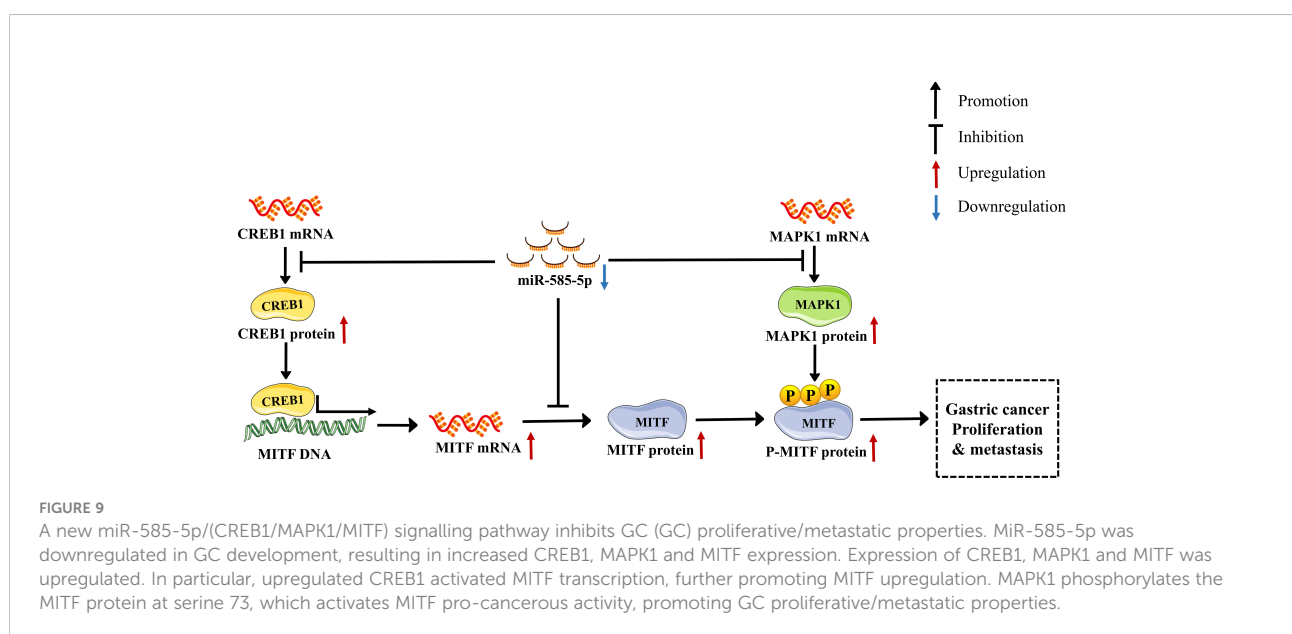 Promotion
Inhibition
Upregulation
Downregulation
CREB1 mRNA
MAPK1 mRNA
miR-585-5p
CREB1
CREB1 protein
MAPK1
MAPK1 protein
CREB1
MITF DNA
MITF mRNA
MITF
MITF protein
P P P
MITF
P-MITF protein
Gastric cancer
Proliferation
& metastasis
FIGURE 9
A new miR-585-5p/(CREB1/MAPK1/MITF) signalling pathway inhibits GC (GC) proliferative/metastatic properties. MiR-585-5p was
downregulated in GC development, resulting in increased CREB1, MAPK1 and MITF expression. Expression of CREB1, MAPK1 and MITF was
upregulated. In particular, upregulated CREB1 activated MITF transcription, further promoting MITF upregulation. MAPK1 phosphorylates the
MITF protein at serine 73, which activates MITF pro-cancerous activity, promoting GC proliferative/metastatic properties.